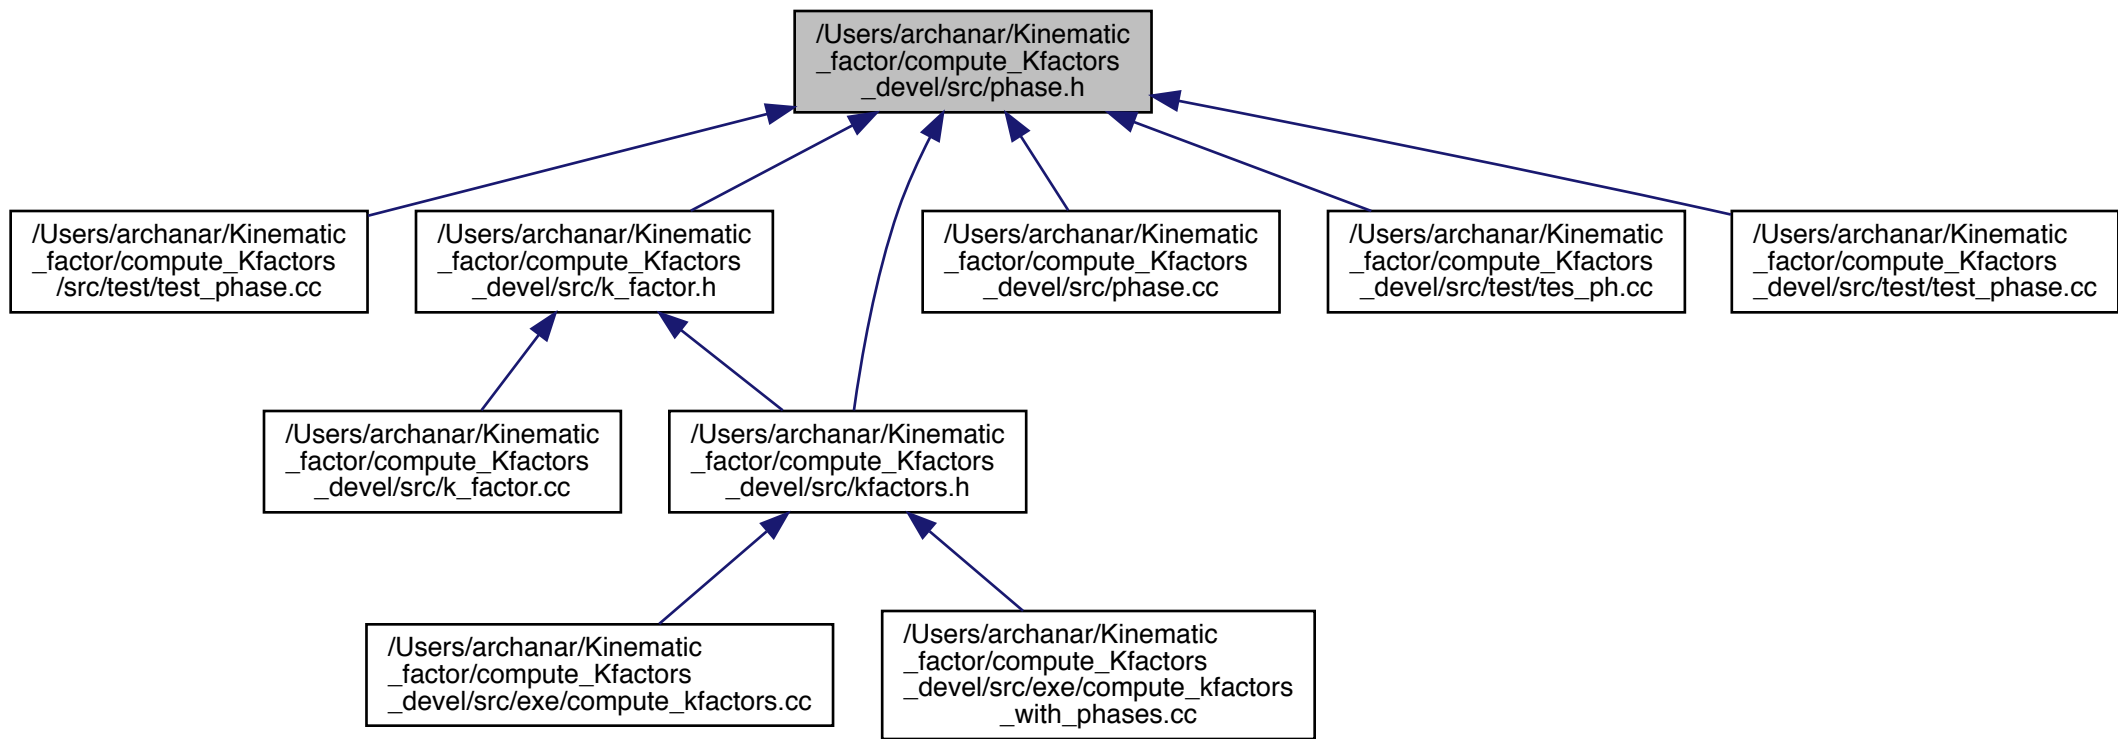 /Users/archanar/Kinematic
_factor/compute_Kfactors
_devel/src/phase.h
/Users/archanar/Kinematic
_factor/compute_Kfactors
/src/test/test_phase.cc
/Users/archanar/Kinematic
_factor/compute_Kfactors
_devel/src/k_factor.h
/Users/archanar/Kinematic
_factor/compute_Kfactors
_devel/src/phase.cc
/Users/archanar/Kinematic
_factor/compute_Kfactors
_devel/src/test/tes_ph.cc
/Users/archanar/Kinematic
_factor/compute_Kfactors
_devel/src/test/test_phase.cc
/Users/archanar/Kinematic
_factor/compute_Kfactors
_devel/src/k_factor.cc
/Users/archanar/Kinematic
_factor/compute_Kfactors
_devel/src/kfactors.h
/Users/archanar/Kinematic
_factor/compute_Kfactors
_devel/src/exe/compute_kfactors.cc
/Users/archanar/Kinematic
_factor/compute_Kfactors
_devel/src/exe/compute_kfactors
_with_phases.cc